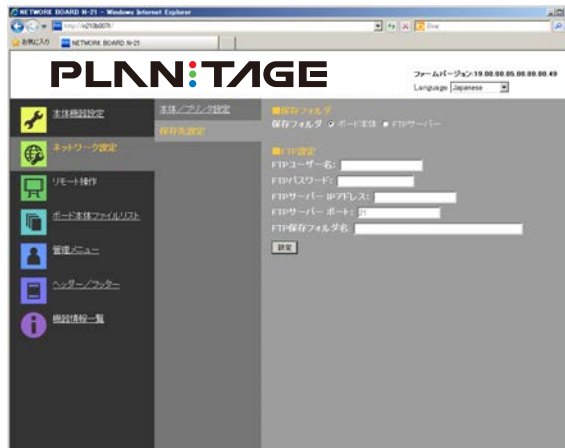 NETWORK BOARD N-21 - Windows Internet Explorer
http://n210b007f/
Bing
お気に入り
NETWORK BOARD N-21
PLANTAGE
ファームバージョン:19.00.00.05.00.00.00.49
Language Japanese
本体機器設定
ネットワーク設定
リモート操作
ボード本体ファイルリスト
管理メニュー
ヘッダー/フッター
機器情報一覧
本体/プリンタ設定
保存先設定
■保存フォルダ
保存フォルダ ボード本体 FTPサーバー
■FTP設定
FTPユーザー名:
FTPパスワード:
FTPサーバー IPアドレス:
FTPサーバー ポート: 21
FTP保存フォルダ名:
設定